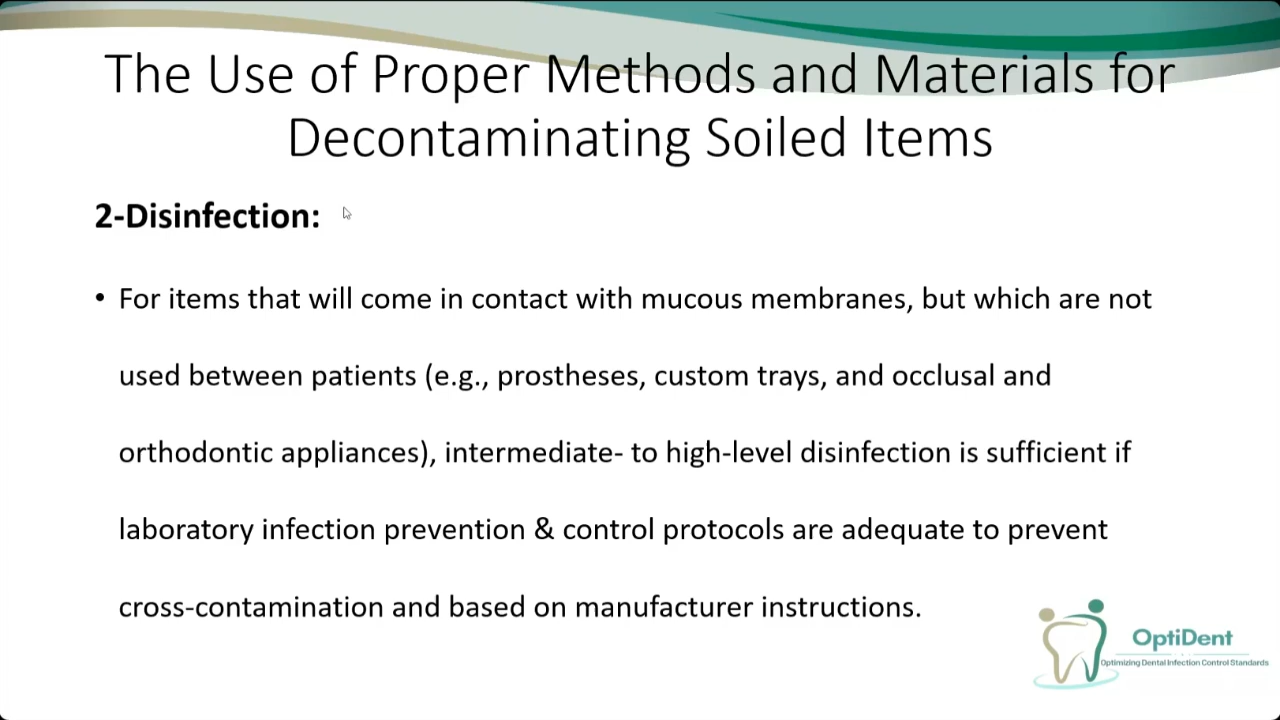 The Use of Proper Methods and Materials for
Decontaminating Soiled Items
2-Disinfection:
• For items that will come in contact with mucous membranes, but which are not
used between patients (e.g., prostheses, custom trays, and occlusal and
orthodontic appliances), intermediate- to high-level disinfection is sufficient if
laboratory infection prevention & control protocols are adequate to prevent
cross-contamination and based on manufacturer instructions.
OptiDent
Optimizing Dental Infection Control Standards